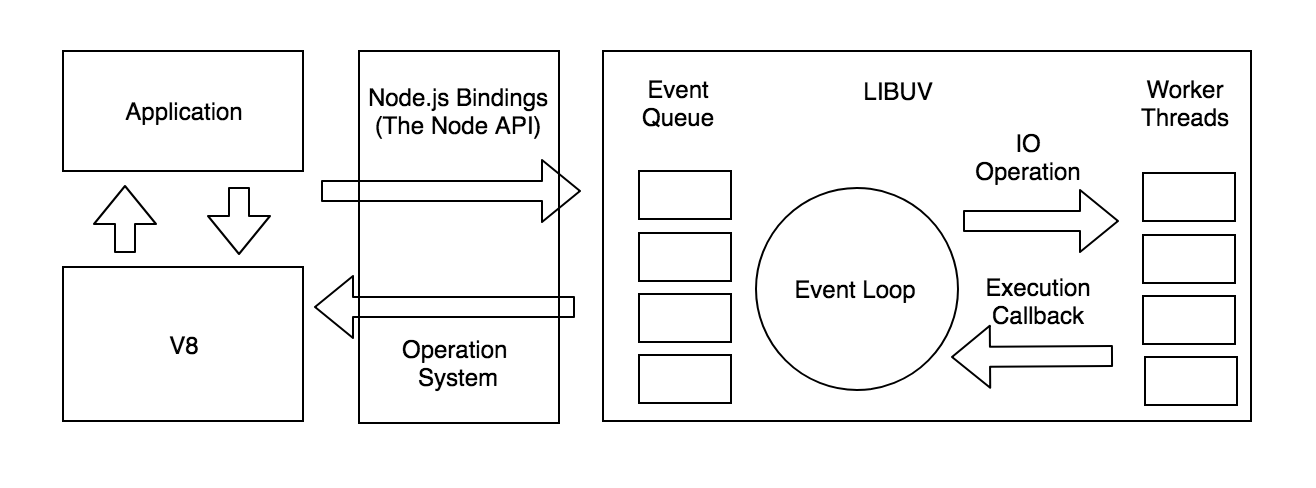 Application
V8
Node.js Bindings
(The Node API)
Operation
System
Event
Queue
LIBUV
Event Loop
IO
Operation
Execution
Callback
Worker
Threads